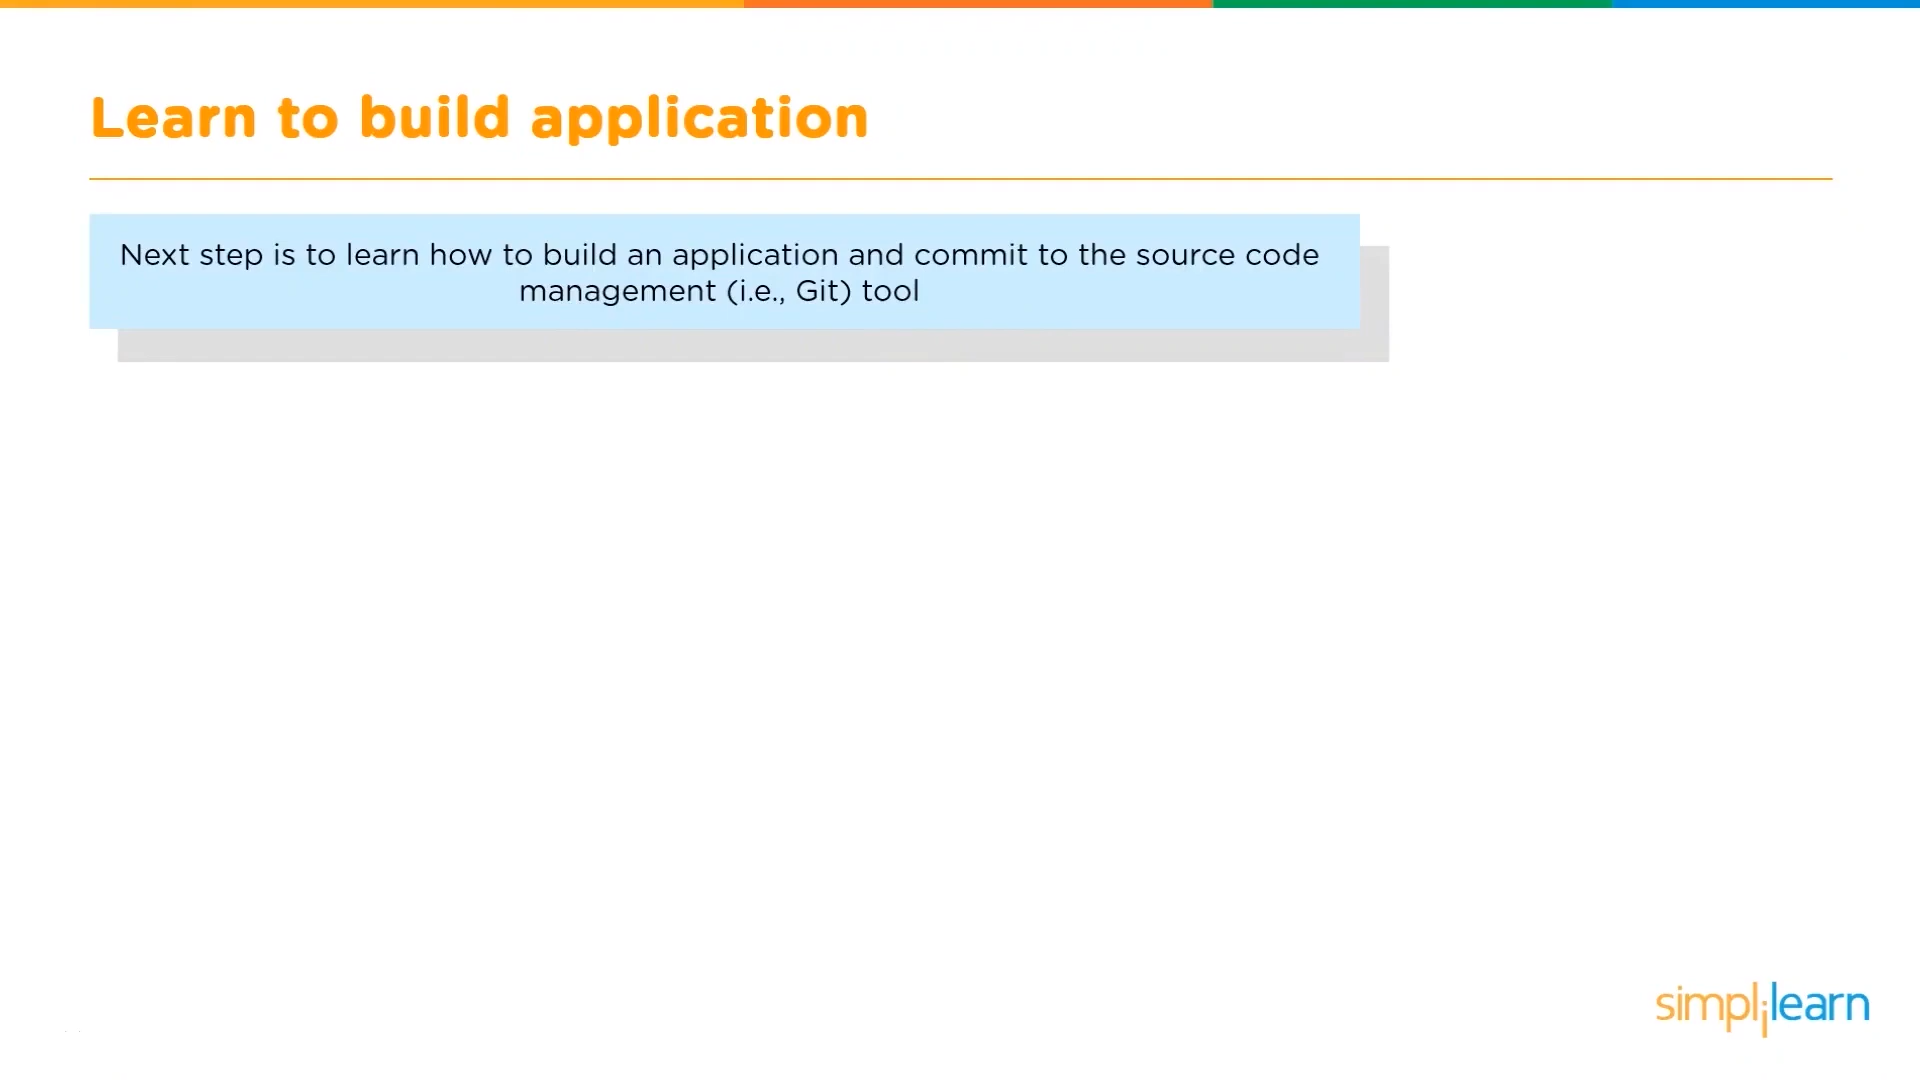 Learn to build application
Next step is to learn how to build an application and commit to the source code
management (i.e., Git) tool
simplilearn